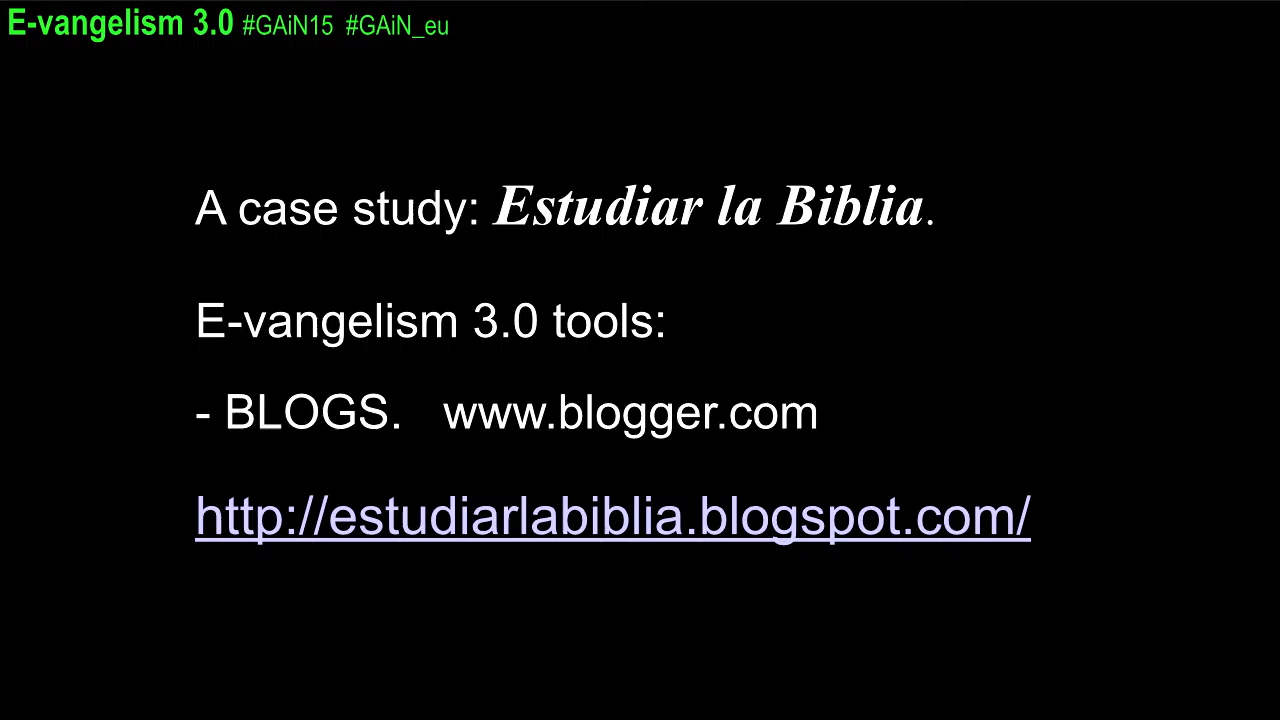 E-vangelism 3.0 #GAiN15 #GAiN_eu
A case study: Estudiar la Biblia.
E-vangelism 3.0 tools:
- BLOGS. www.blogger.com
http://estudiarlabiblia.blogspot.com/